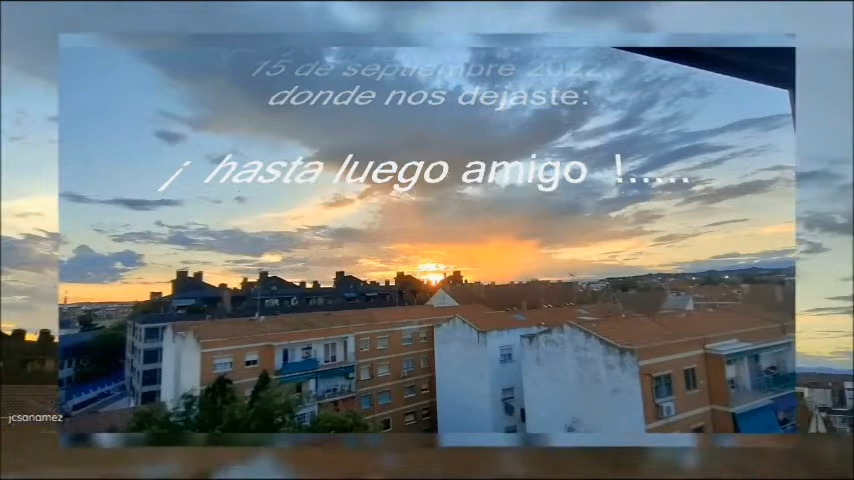 15 de septiembre 2022,
donde nos dejaste:
¡ hasta luego amigo !.....
jcsanamez